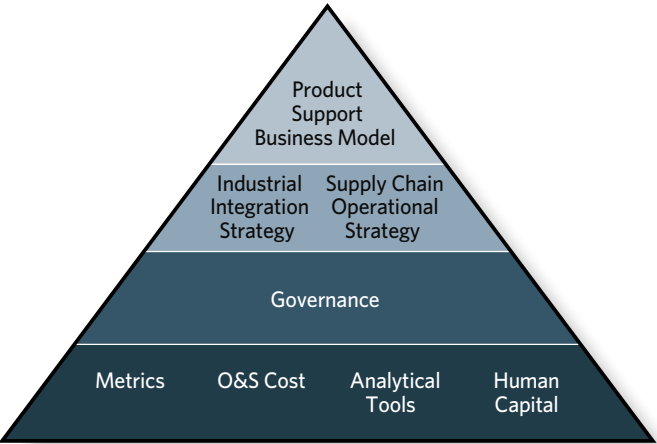 Product
Support
Business Model
Industrial
Integration
Strategy
Supply Chain
Operational
Strategy
Governance
Metrics
O&S Cost
Analytical
Tools
Human
Capital